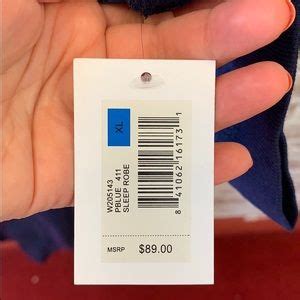 XL
W205143
PBLUE 411
SLEEP ROBE
8 41062 16173 1
MSRP $89.00